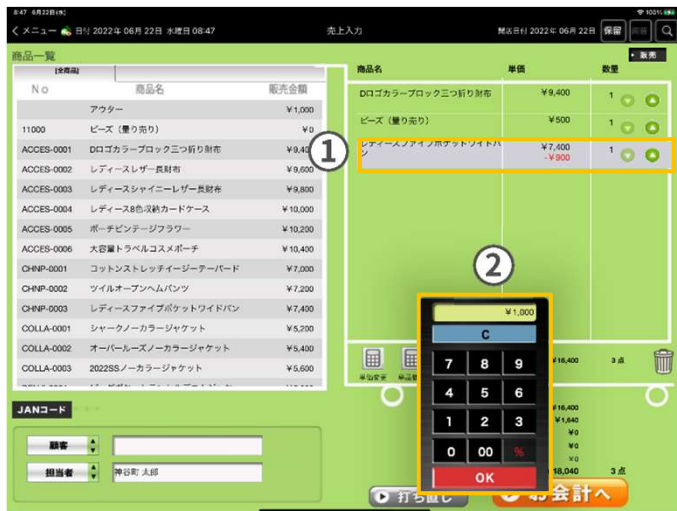 8:47 6月22日(水)
100%
メニュー 日付 2022年 06月 22日 水曜日 08:47
売上入力
開店日付 2022年 06月 22日
保留
商品一覧
販売
[全商品]
No 商品名 販売金額
アウター ¥1,000
11000 ビーズ (量り売り) ¥0
ACCES-0001 Dロゴカラーブロック三つ折り財布 ¥9,40
ACCES-0002 レディースレザー長財布 ¥9,600
ACCES-0003 レディースシャイニーレザー長財布 ¥9,800
ACCES-0004 レディース8色収納カードケース ¥10,000
ACCES-0005 ポーチビンテージフラワー ¥10,200
ACCES-0006 大容量トラベルコスメポーチ ¥10,400
CHNP-0001 コットンストレッチイージーテーパード ¥7,000
CHNP-0002 ツイルオープンヘムパンツ ¥7,200
CHNP-0003 レディースファイブポケットワイドパン ¥7,400
COLLA-0001 シャークノーカラージャケット ¥5,200
COLLA-0002 オーバールーズノーカラージャケット ¥5,400
COLLA-0003 2022SSノーカラージャケット ¥5,600
JANコード
顧客
担当者 神谷町 太郎
商品名 単価 数量
Dロゴカラーブロック三つ折り財布 ¥9,400 1
ビーズ (量り売り) ¥500 1
①
レディースファイブポケットワイドパン ¥7,400 1
-¥900
②
¥1,000
C
7 8 9
4 5 6
1 2 3
0 00 %
OK
単価変更
¥16,400 3 点
¥16,400
¥1,640
¥0
¥0
¥0
18,040 3 点
打ち直し
お会計へ